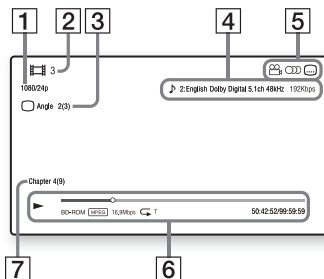 1 2 3 4 5
3
1080/24p
2:English Dolby Digital 5.1ch 48kHz 192Kbps
Angle 2(3)
Chapter 4(9)
BD-ROM MPEG 16,9Mbps T 50:42:52/99:59:59
7 6